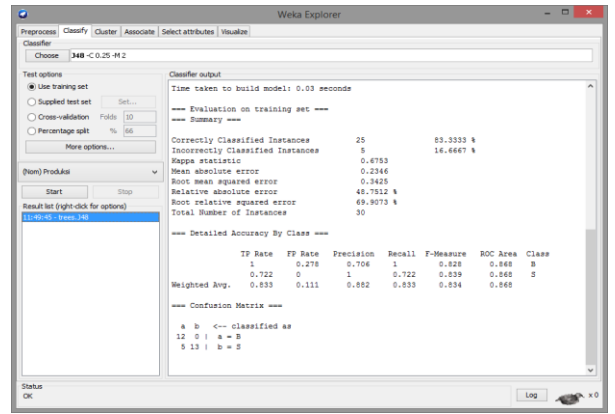 Weka Explorer
Preprocess Classify Cluster Associate Select attributes Visualize
Classifier
Choose J48 -C 0.25 -M 2
Test options
Use training set
Supplied test set Set...
Cross-validation Folds 10
Percentage split % 66
More options...
(Nom) Produksi
Start Stop
Result list (right-click for options)
11:49:45 - trees.J48
Classifier output
Time taken to build model: 0.03 seconds
=== Evaluation on training set ===
=== Summary ===
Correctly Classified Instances 25 83.3333 %
Incorrectly Classified Instances 5 16.6667 %
Kappa statistic 0.6753
Mean absolute error 0.2346
Root mean squared error 0.3425
Relative absolute error 48.7512 %
Root relative squared error 69.9073 %
Total Number of Instances 30
=== Detailed Accuracy By Class ===
TP Rate FP Rate Precision Recall F-Measure ROC Area Class
1 0.278 0.706 1 0.828 0.868 B
0.722 0 1 0.722 0.839 0.868 S
Weighted Avg. 0.833 0.111 0.882 0.833 0.834 0.868
=== Confusion Matrix ===
a b <-- classified as
12 0 | a = B
5 13 | b = S
Status
OK
Log
x 0